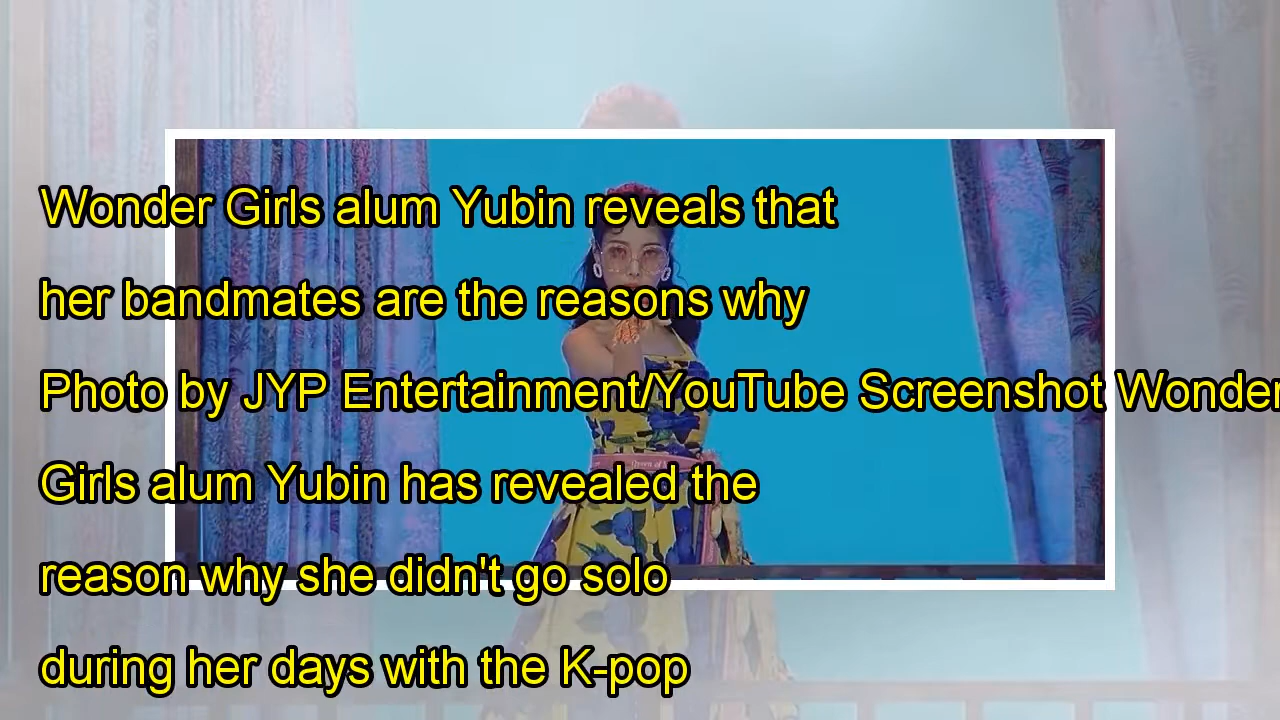 Wonder Girls alum Yubin reveals that
her bandmates are the reasons why
Photo by JYP Entertainment/YouTube Screenshot Wonder
Girls alum Yubin has revealed the
reason why she didn't go solo
during her days with the K-pop